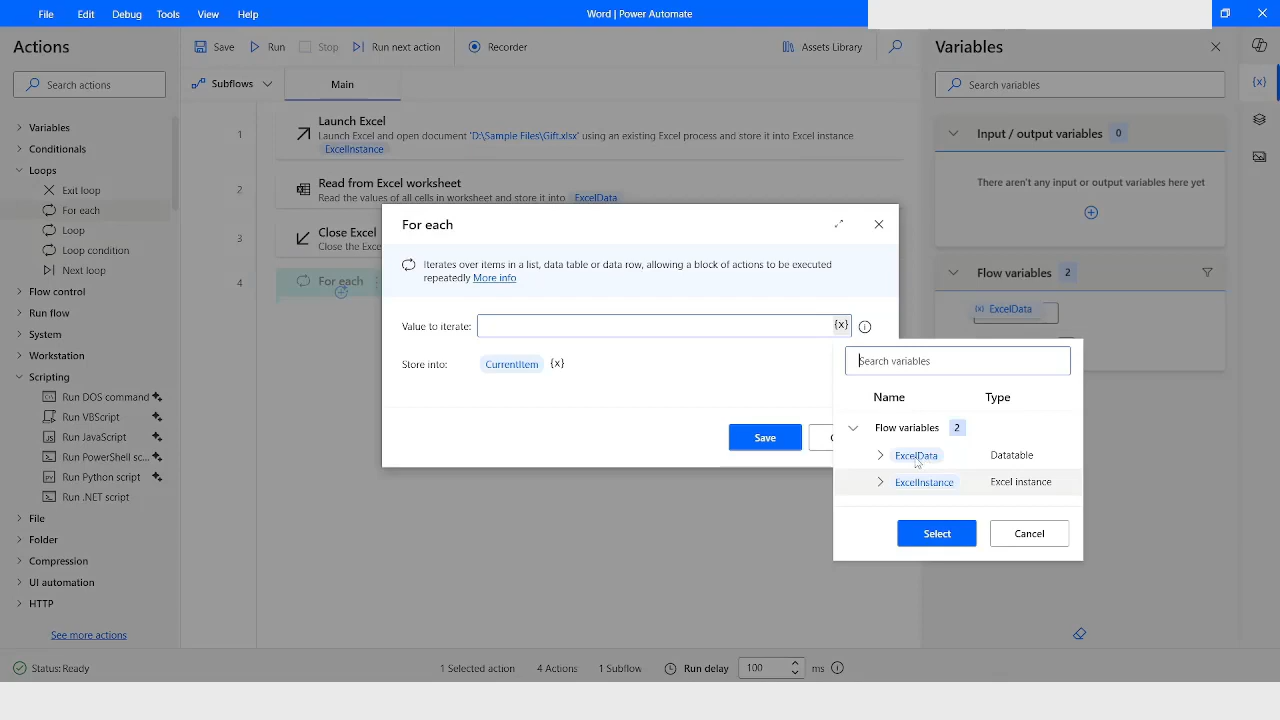 File Edit Debug Tools View Help
Word | Power Automate
Actions
Search actions
Variables
Conditionals
Loops
Exit loop
For each
Loop
Loop condition
Next loop
Flow control
Run flow
System
Workstation
Scripting
Run DOS command
Run VBScript
Run JavaScript
Run PowerShell sc...
Run Python script
Run .NET script
File
Folder
Compression
UI automation
HTTP
See more actions
Save Run Stop Run next action Recorder Assets Library
Subflows Main
1
Launch Excel
Launch Excel and open document 'D:\Sample Files\Gift.xlsx' using an existing Excel process and store it into Excel instance
ExcelInstance
2
Read from Excel worksheet
Read the values of all cells in worksheet and store it into ExcelData
3
Close Excel
Close the Exc
4
For each
For each
Iterates over items in a list, data table or data row, allowing a block of actions to be executed
repeatedly More info
Value to iterate: {x}
Store into: CurrentItem {x}
Save
Search variables
Name Type
Flow variables 2
ExcelData Datatable
ExcelInstance Excel instance
Select Cancel
Variables
Search variables
Input / output variables 0
There aren't any input or output variables here yet
Flow variables 2
(x) ExcelData
{x}
Status: Ready 1 Selected action 4 Actions 1 Subflow Run delay 100 ms